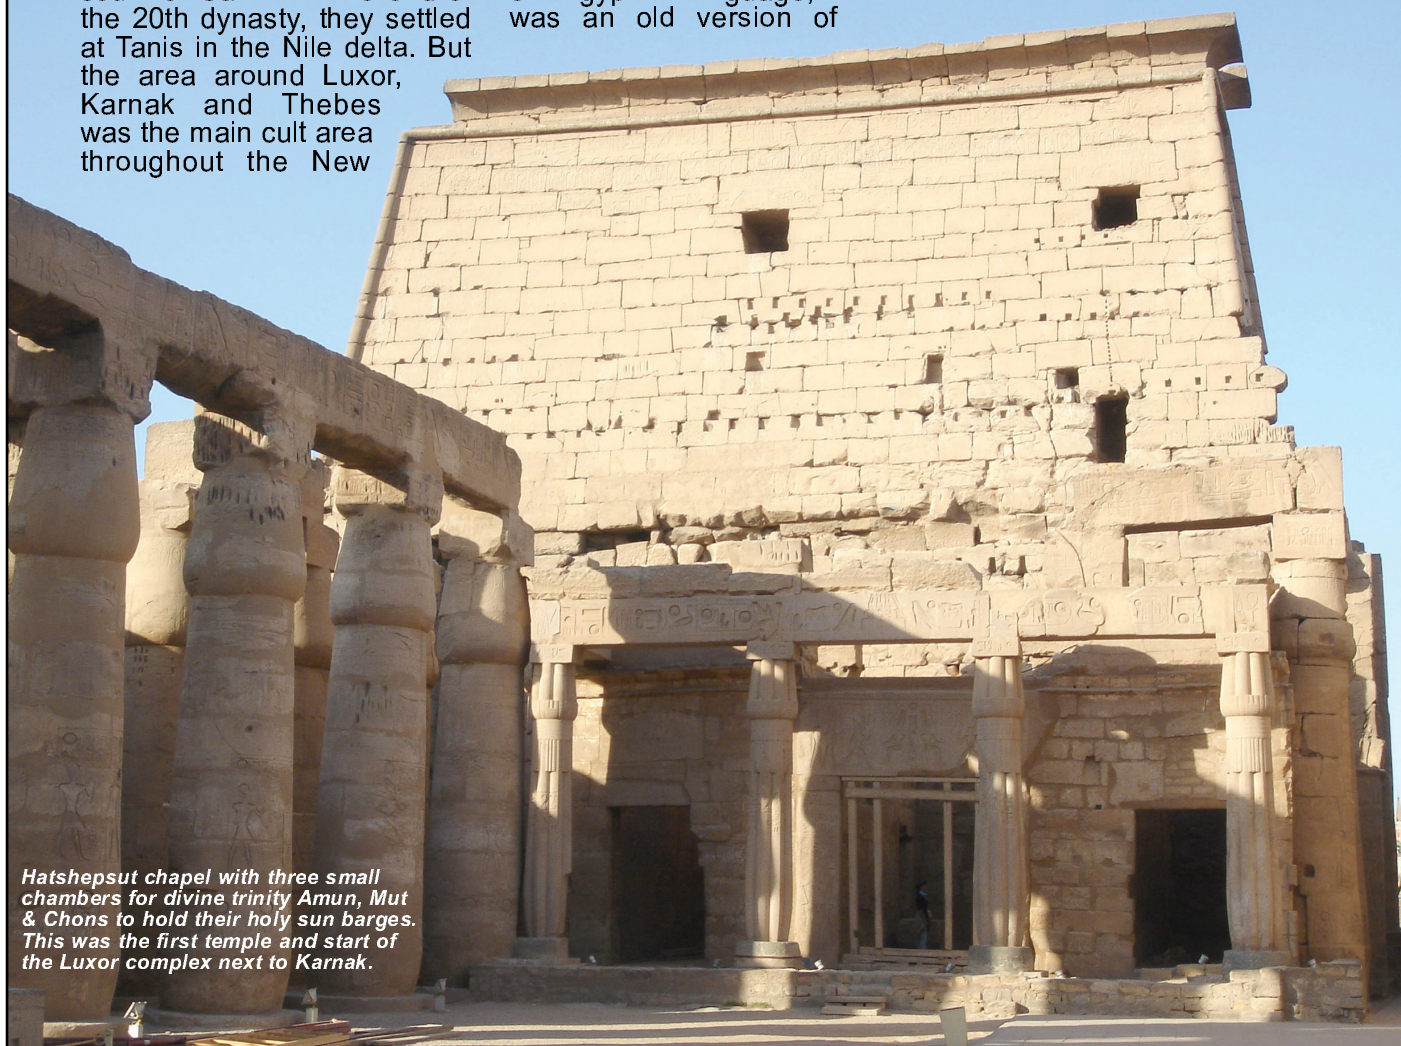 the 20th dynasty, they settled
at Tanis in the Nile delta. But
the area around Luxor,
Karnak and Thebes
was the main cult area
throughout the New
was an old version of
Hatshepsut chapel with three small
chambers for divine trinity Amun, Mut
& Chons to hold their holy sun barges.
This was the first temple and start of
the Luxor complex next to Karnak.